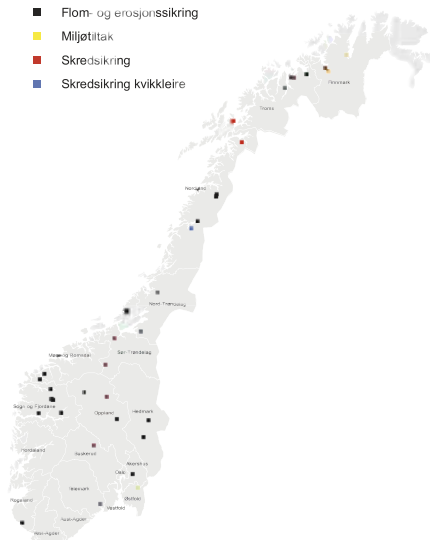 Flom- og erosjonssikring
Miljøtiltak
Skredsikring
Skredsikring kvikkleire
Finnmark
Troms
Nordland
Nord-Trøndelag
Sør-Trøndelag
Møre og Romsdal
Sogn og Fjordane
Oppland
Hedmark
Hordaland
Buskerud
Akershus
Oslo
Telemark
Østfold
Vestfold
Rogaland
Aust-Agder
Vest-Agder